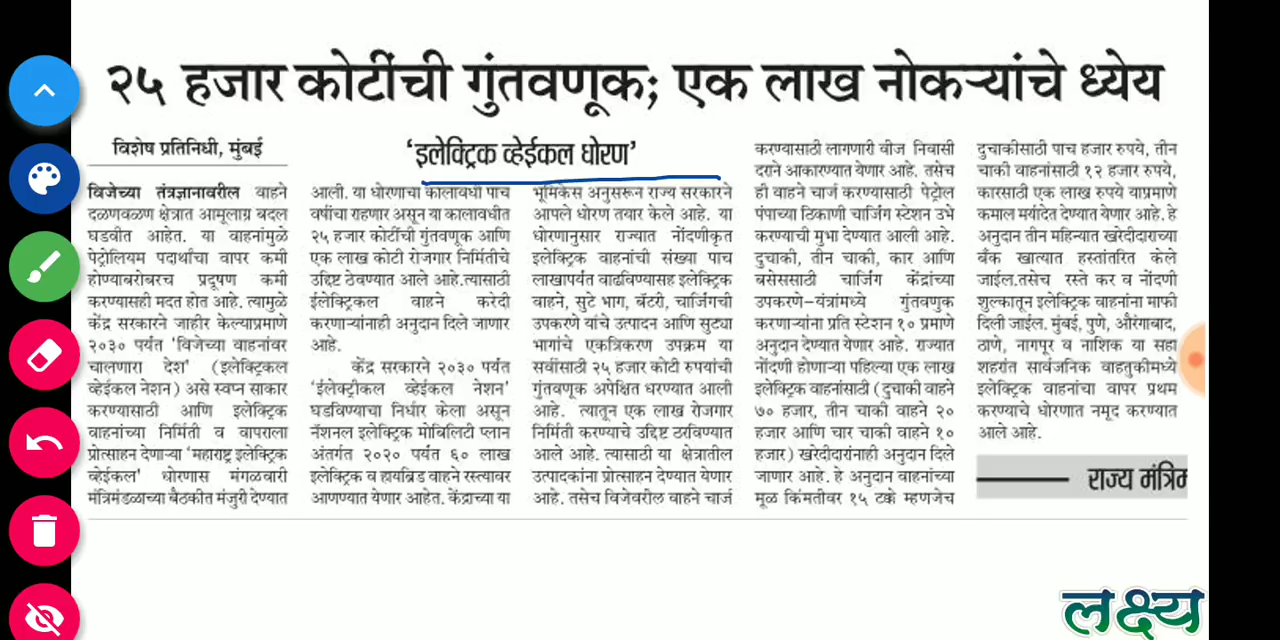 २५ हजार कोटींची गुंतवणूक; एक लाख नोकऱ्यांचे ध्येय
विशेष प्रतिनिधी, मुंबई
‘इलेक्ट्रिक व्हेईकल धोरण’
विजेच्या तंत्रज्ञानावरील वाहने
दळणवळण क्षेत्रात आमूलाग्र बदल
घडवीत आहेत. या वाहनांमुळे
पेट्रोलियम पदार्थांचा वापर कमी
होण्याबरोबरच प्रदूषण कमी
करण्यासही मदत होत आहे. त्यामुळे
केंद्र सरकारने जाहीर केल्याप्रमाणे
२०३० पर्यंत ‘विजेच्या वाहनांवर
चालणारा देश’ (इलेक्ट्रिकल
व्हेईकल नेशन) असे स्वप्न साकार
करण्यासाठी आणि इलेक्ट्रिक
वाहनांच्या निर्मिती व वापराला
प्रोत्साहन देणाऱ्या ‘महाराष्ट्र इलेक्ट्रिक
व्हेईकल’ धोरणास मंगळवारी
मंत्रिमंडळाच्या बैठकीत मंजुरी देण्यात
आली. या धोरणाचा कालावधी पाच
वर्षांचा राहणार असून या कालावधीत
२५ हजार कोटींची गुंतवणूक आणि
एक लाख कोटी रोजगार निर्मितीचे
उद्दिष्ट ठेवण्यात आले आहे.त्यासाठी
ईलेक्ट्रिकल वाहने करेदी
करणाऱ्यांनाही अनुदान दिले जाणार
आहे.
केंद्र सरकारने २०३० पर्यंत
‘ईलेक्ट्रीकल व्हेईकल नेशन’
घडविण्याचा निर्धार केला असून
नॅशनल इलेक्ट्रिक मोबिलिटी प्लान
अंतर्गत २०२० पर्यंत ६० लाख
इलेक्ट्रिक व हायब्रिड वाहने रस्त्यावर
आणण्यात येणार आहेत. केंद्राच्या या
भूमिकेस अनुसरून राज्य सरकारने
आपले धोरण तयार केले आहे. या
धोरणानुसार राज्यात नोंदणीकृत
इलेक्ट्रिक वाहनांची संख्या पाच
लाखापर्यंत वाढविण्यासह इलेक्ट्रिक
वाहने, सुटे भाग, बॅटरी, चार्जिंगची
उपकरणे यांचे उत्पादन आणि सुट्या
भागांचे एकत्रिकरण उपक्रम या
सर्वांसाठी २५ हजार कोटी रुपयांची
गुंतवणूक अपेक्षित धरण्यात आली
आहे. त्यातून एक लाख रोजगार
निर्मिती करण्याचे उद्दिष्ट ठरविण्यात
आले आहे. त्यासाठी या क्षेत्रातील
उत्पादकांना प्रोत्साहन देण्यात येणार
आहे. तसेच विजेवरील वाहने चार्ज
करण्यासाठी लागणारी वीज निवासी
दराने आकारण्यात येणार आहे. तसेच
ही वाहने चार्ज करण्यासाठी पेट्रोल
पंपाच्या ठिकाणी चार्जिंग स्टेशन उभे
करण्याची मुभा देण्यात आली आहे.
दुचाकी, तीन चाकी, कार आणि
बसेससाठी चार्जिंग केंद्रांच्या
उपकरणे-यंत्रांमध्ये गुंतवणुक
करणाऱ्यांना प्रति स्टेशन १० प्रमाणे
अनुदान देण्यात येणार आहे. राज्यात
नोंदणी होणाऱ्या पहिल्या एक लाख
इलेक्ट्रिक वाहनांसाठी (दुचाकी वाहने
७० हजार, तीन चाकी वाहने २०
हजार आणि चार चाकी वाहने १०
हजार) खरेदीदारांनाही अनुदान दिले
जाणार आहे. हे अनुदान वाहनांच्या
मूळ किंमतीवर १५ टक्के म्हणजेच
दुचाकीसाठी पाच हजार रुपये, तीन
चाकी वाहनांसाठी १२ हजार रुपये,
कारसाठी एक लाख रुपये याप्रमाणे
कमाल मर्यादेत देण्यात येणार आहे. हे
अनुदान तीन महिन्यात खरेदीदाराच्या
बँक खात्यात हस्तांतरित केले
जाईल.तसेच रस्ते कर व नोंदणी
शुल्कातून इलेक्ट्रिक वाहनांना माफी
दिली जाईल. मुंबई, पुणे, औरंगाबाद,
ठाणे, नागपूर व नाशिक या सहा
शहरांत सार्वजनिक वाहतुकीमध्ये
इलेक्ट्रिक वाहनांचा वापर प्रथम
करण्याचे धोरणात नमूद करण्यात
आले आहे.
राज्य मंत्रिम
लक्ष्य